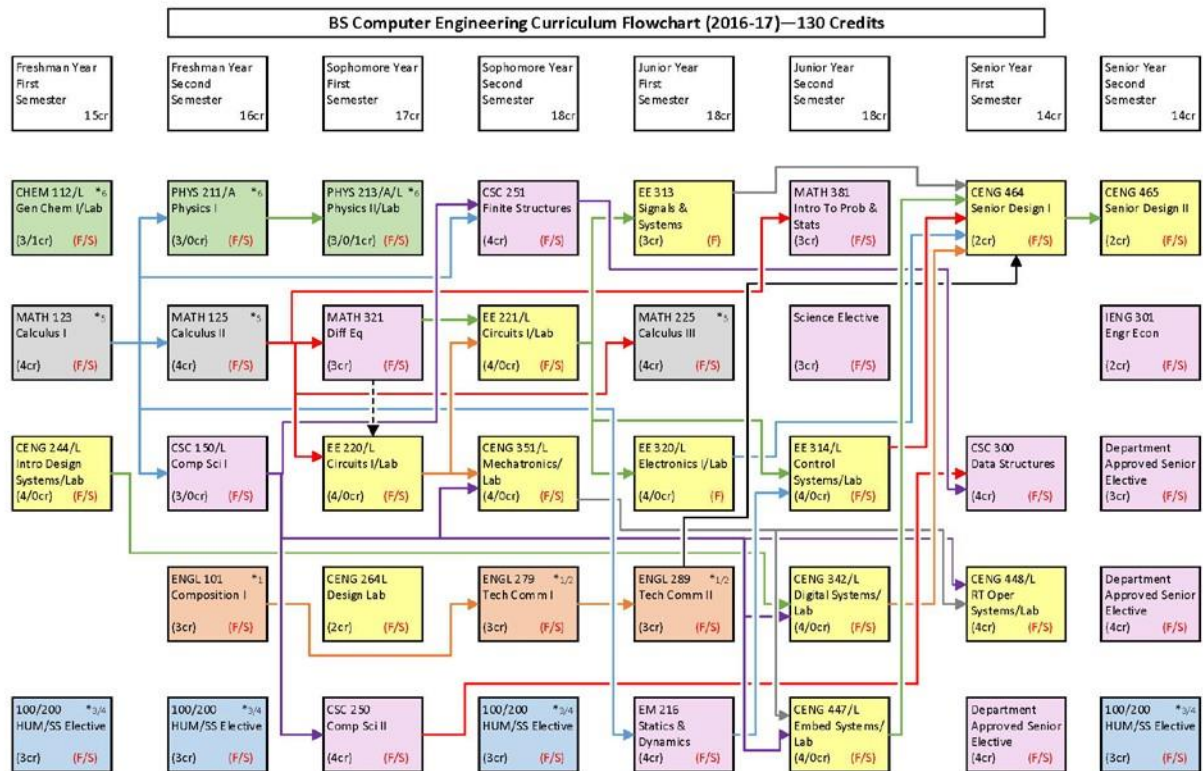 BS Computer Engineering Curriculum Flowchart (2016-17)—130 Credits
Freshman Year
First
Semester
15cr
Freshman Year
Second
Semester
16cr
Sophomore Year
First
Semester
17cr
Sophomore Year
Second
Semester
18cr
Junior Year
First
Semester
18cr
Junior Year
Second
Semester
18cr
Senior Year
First
Semester
14cr
Senior Year
Second
Semester
14cr
CHEM 112/L *6
Gen Chem I/Lab
(3/1cr) (F/S)
PHYS 211/A *6
Physics I
(3/0cr) (F/S)
PHYS 213/A/L *6
Physics II/Lab
(3/0/1cr) (F/S)
CSC 251
Finite Structures
(4cr) (F/S)
EE 313
Signals &
Systems
(3cr) (F)
MATH 381
Intro To Prob &
Stats
(3cr) (F/S)
CENG 464
Senior Design I
(2cr) (F/S)
CENG 465
Senior Design II
(2cr) (F/S)
MATH 123 *5
Calculus I
(4cr) (F/S)
MATH 125 *5
Calculus II
(4cr) (F/S)
MATH 321
Diff Eq
(3cr) (F/S)
EE 221/L
Circuits I/Lab
(4/0cr) (F/S)
MATH 225 *5
Calculus III
(4cr) (F/S)
Science Elective
(3cr) (F/S)
IENG 301
Engr Econ
(2cr) (F/S)
CENG 244/L
Intro Design
Systems/Lab
(4/0cr) (F/S)
CSC 150/L
Comp Sci I
(3/0cr) (F/S)
EE 220/L
Circuits I/Lab
(4/0cr) (F/S)
CENG 351/L
Mechatronics/
Lab
(4/0cr) (F/S)
EE 320/L
Electronics I/Lab
(4/0cr) (F)
EE 314/L
Control
Systems/Lab
(4/0cr) (F/S)
CSC 300
Data Structures
(4cr) (F/S)
Department
Approved Senior
Elective
(3cr) (F/S)
ENGL 101 *1
Composition I
(3cr) (F/S)
CENG 264L
Design Lab
(2cr) (F/S)
ENGL 279 *1/2
Tech Comm I
(3cr) (F/S)
ENGL 289 *1/2
Tech Comm II
(3cr) (F/S)
CENG 342/L
Digital Systems/
Lab
(4/0cr) (F/S)
CENG 448/L
RT Oper
Systems/Lab
(4cr) (F/S)
Department
Approved Senior
Elective
(4cr) (F/S)
100/200 *3/4
HUM/SS Elective
(3cr) (F/S)
100/200 *3/4
HUM/SS Elective
(3cr) (F/S)
CSC 250
Comp Sci II
(4cr) (F/S)
100/200 *3/4
HUM/SS Elective
(3cr) (F/S)
EM 216
Statics &
Dynamics
(4cr) (F/S)
CENG 447/L
Embed Systems/
Lab
(4/0cr) (F/S)
Department
Approved Senior
Elective
(4cr) (F/S)
100/200 *3/4
HUM/SS Elective
(3cr) (F/S)